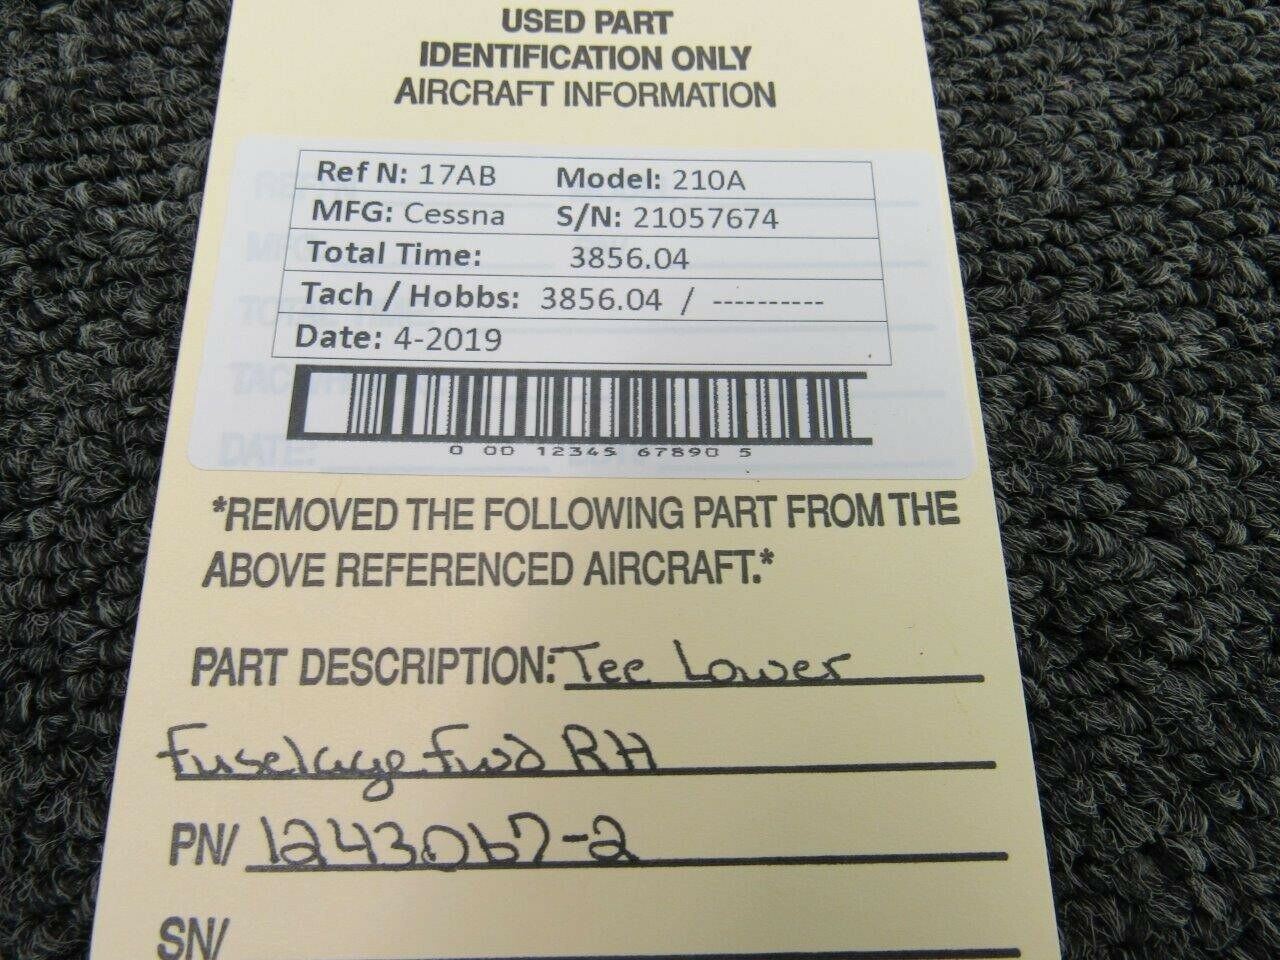 USED PART
IDENTIFICATION ONLY
AIRCRAFT INFORMATION
Ref N: 17AB Model: 210A
MFG: Cessna S/N: 21057674
Total Time: 3856.04
Tach / Hobbs: 3856.04 / ----------
Date: 4-2019
0 00 12345 67890 5
*REMOVED THE FOLLOWING PART FROM THE
ABOVE REFERENCED AIRCRAFT.*
PART DESCRIPTION: Tee Lower
Fuselage Fwd RH
PN/ 1243067-2
SN/